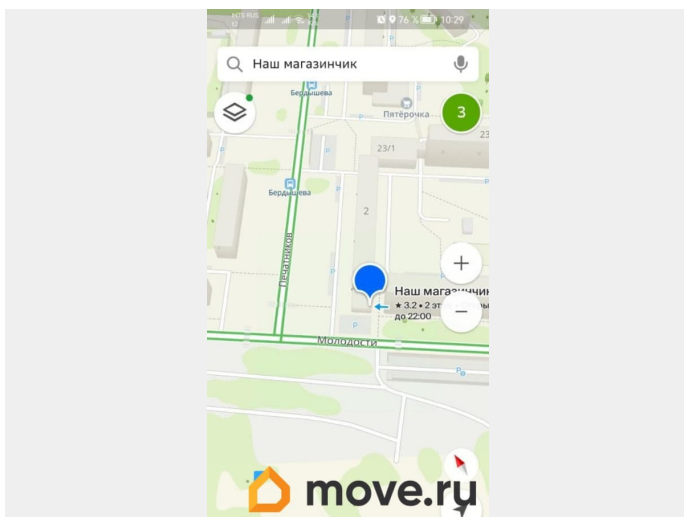 76 % 10:29
Наш магазинчик
Бердышева
Пятёрочка
3
23
23/1
P
Бердышева
P
2
Печатников
Наш магазинчик
★ 3.2 • 2 эт
до 22:00
P
Молодости
P
move.ru